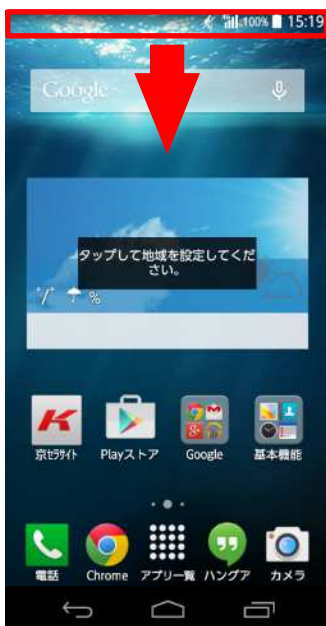 100% 15:19
Google
タップして地域を設定してくだ
さい。
°/° %
京セラサイト Playストア Google 基本機能
電話 Chrome アプリ一覧 ハングア カメラ